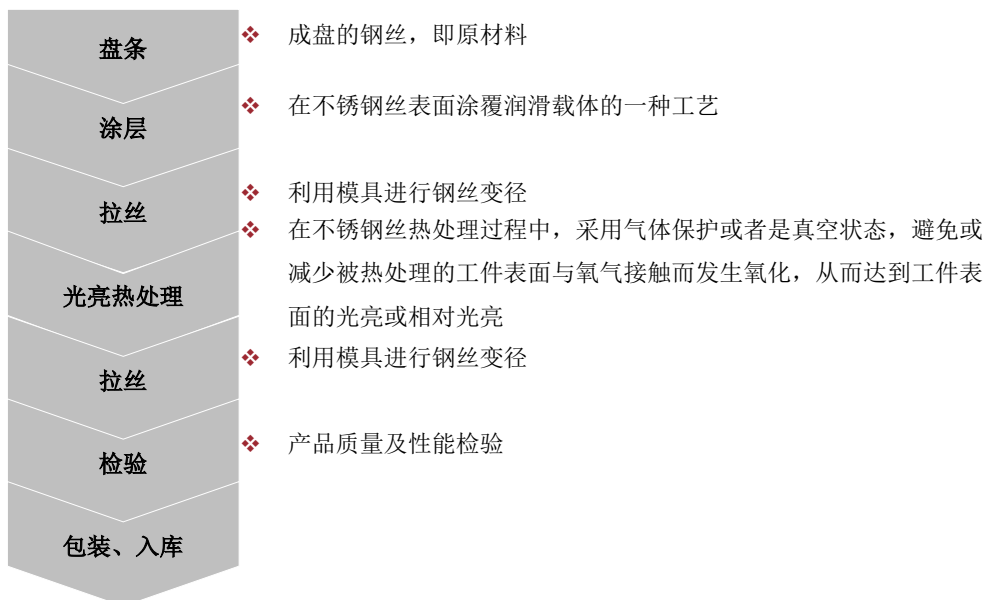 盘条
成盘的钢丝，即原材料
涂层
在不锈钢丝表面涂覆润滑载体的一种工艺
拉丝
利用模具进行钢丝变径
光亮热处理
在不锈钢丝热处理过程中，采用气体保护或者是真空状态，避免或
减少被热处理的工件表面与氧气接触而发生氧化，从而达到工件表
面的光亮或相对光亮
拉丝
利用模具进行钢丝变径
检验
产品质量及性能检验
包装、入库